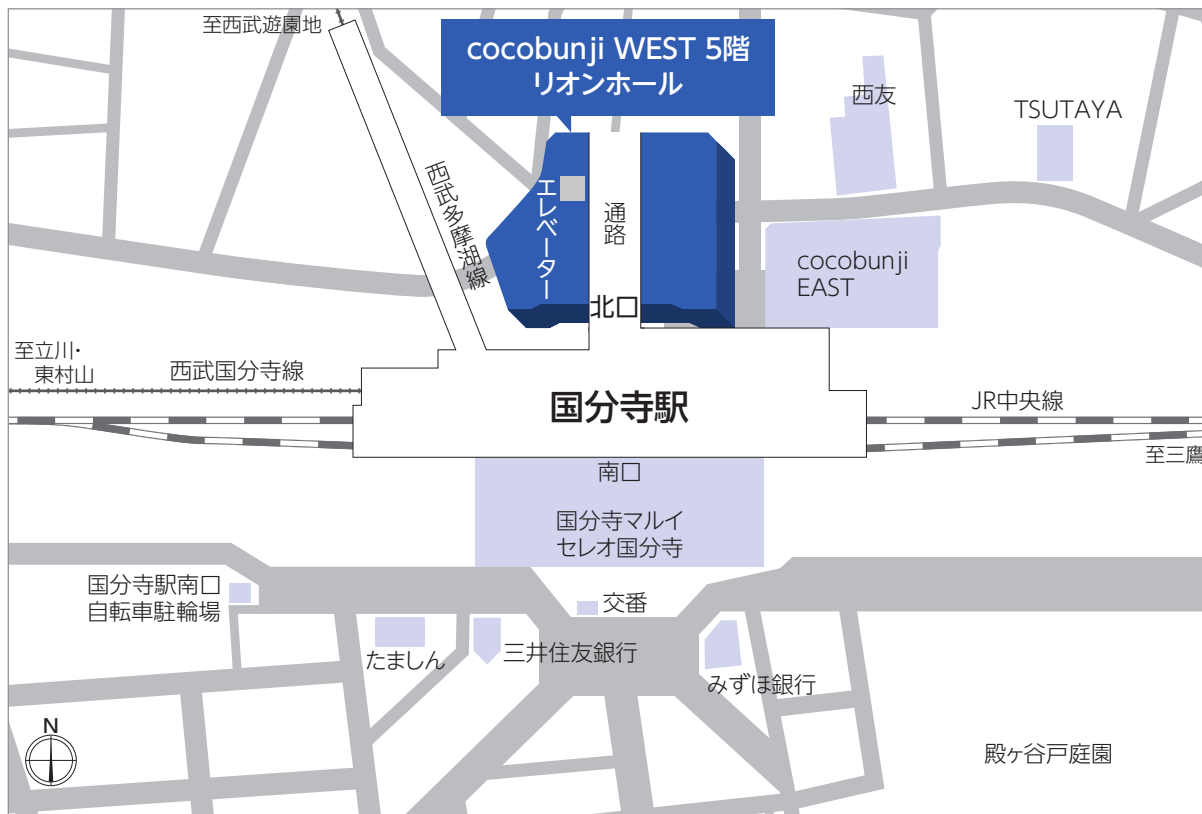 至西武遊園地
cocobunji WEST 5階
リオンホール
西友
TSUTAYA
西武多摩湖線
エレベーター
通路
cocobunji
EAST
北口
至立川・
東村山
西武国分寺線
国分寺駅
JR中央線
至三鷹
南口
国分寺マルイ
セレオ国分寺
国分寺駅南口
自転車駐輪場
交番
たましん
三井住友銀行
みずほ銀行
N
殿ヶ谷戸庭園